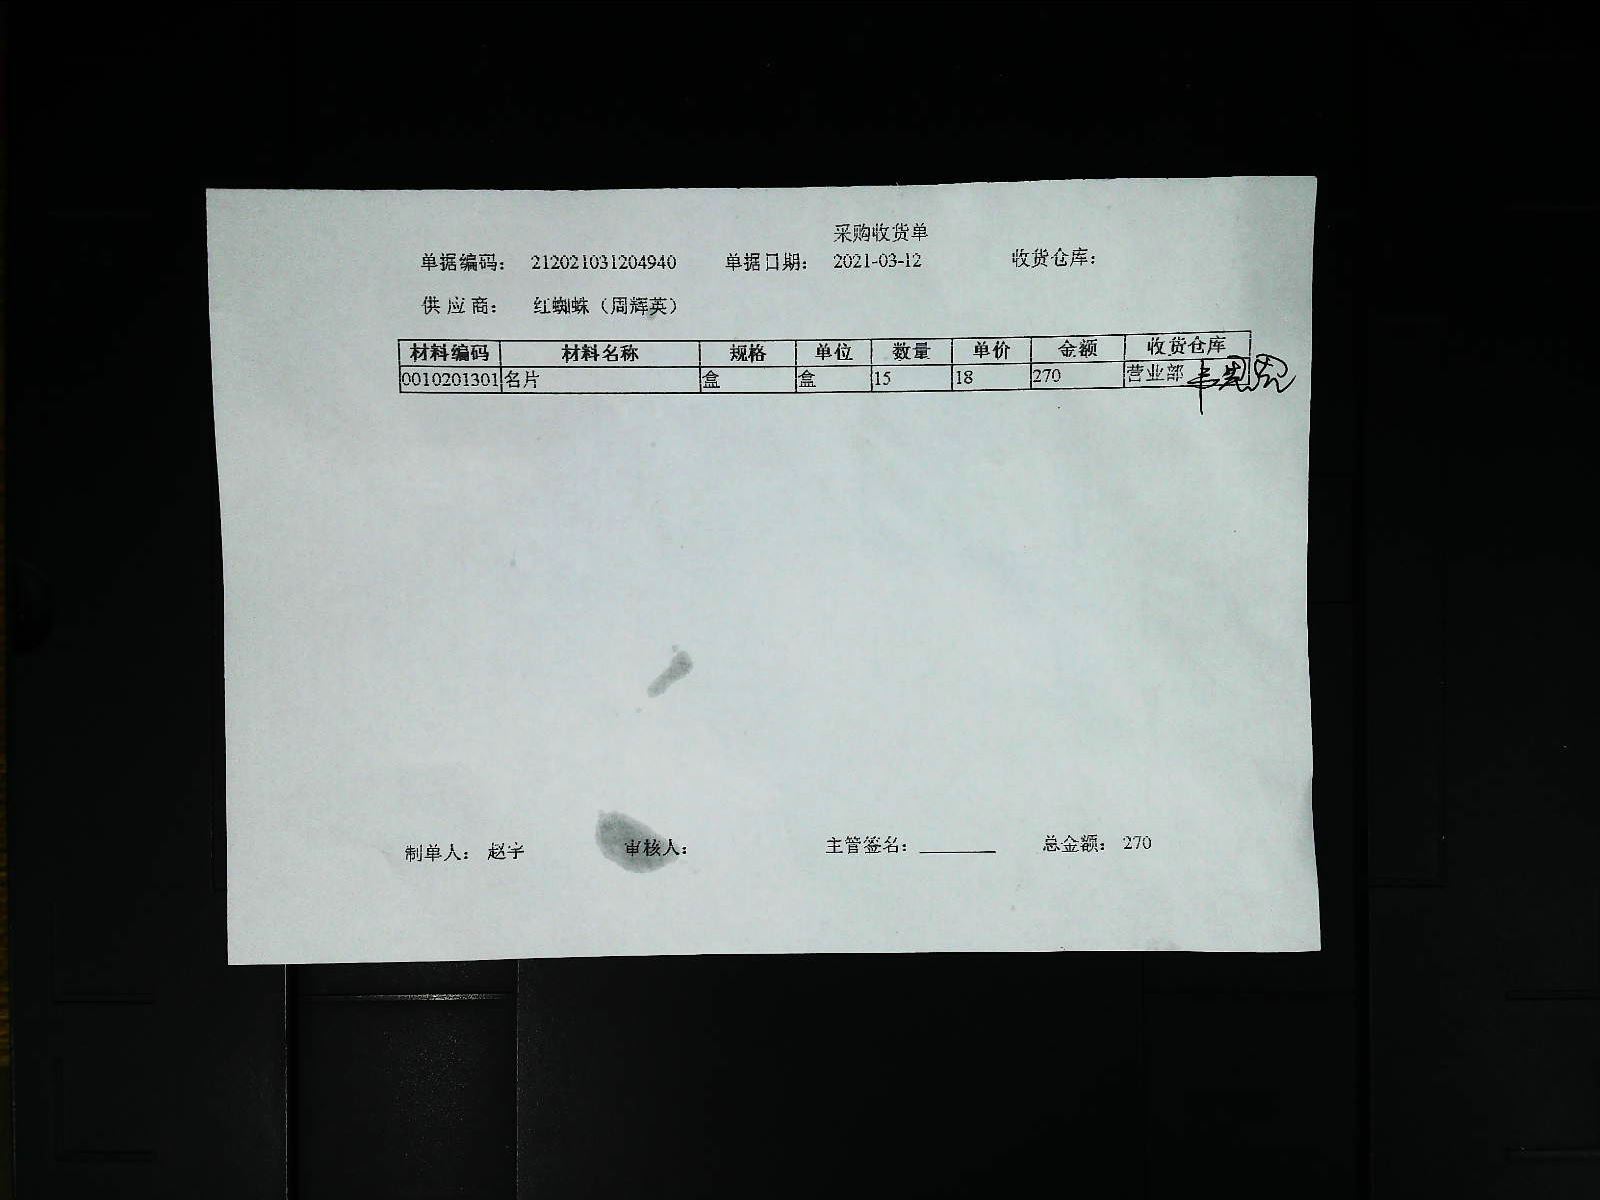 采购收货单
单据编码： 212021031204940 单据日期： 2021-03-12 收货仓库：
供应商： 红蜘蛛（周辉英）
材料编码 材料名称 规格 单位 数量 单价 金额 收货仓库
0010201301 名片 盒 盒 15 18 270 营业部
制单人： 赵宇 审核人： 主管签名：________ 总金额： 270